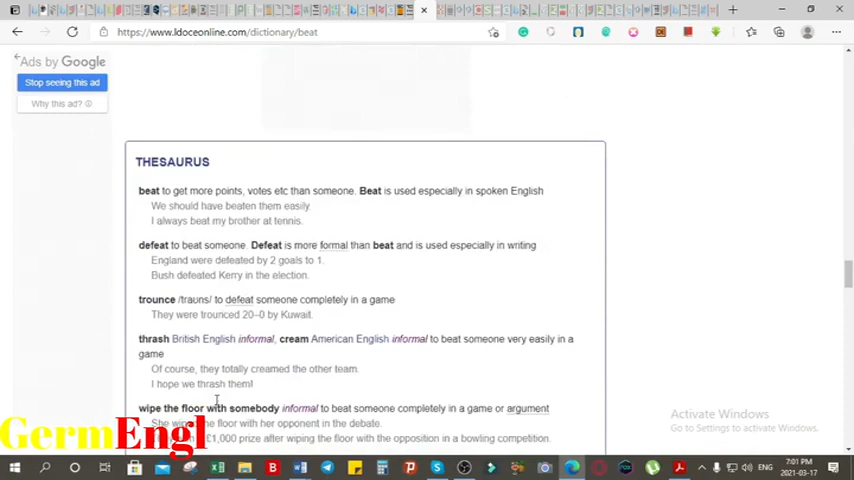 https://www.ldoceonline.com/dictionary/beat
Ads by Google
Stop seeing this ad
Why this ad?
THESAURUS
beat to get more points, votes etc than someone. Beat is used especially in spoken English
We should have beaten them easily.
I always beat my brother at tennis.
defeat to beat someone. Defeat is more formal than beat and is used especially in writing
England were defeated by 2 goals to 1.
Bush defeated Kerry in the election.
trounce /traʊns/ to defeat someone completely in a game
They were trounced 20–0 by Kuwait.
thrash British English informal, cream American English informal to beat someone very easily in a
game
Of course, they totally creamed the other team.
I hope we thrash them!
wipe the floor with somebody informal to beat someone completely in a game or argument
She wiped the floor with her opponent in the debate.
£1,000 prize after wiping the floor with the opposition in a bowling competition.
GermEngl
Activate Windows
Go to Settings to activate Windows.
ENG
7:01 PM
2021-03-17